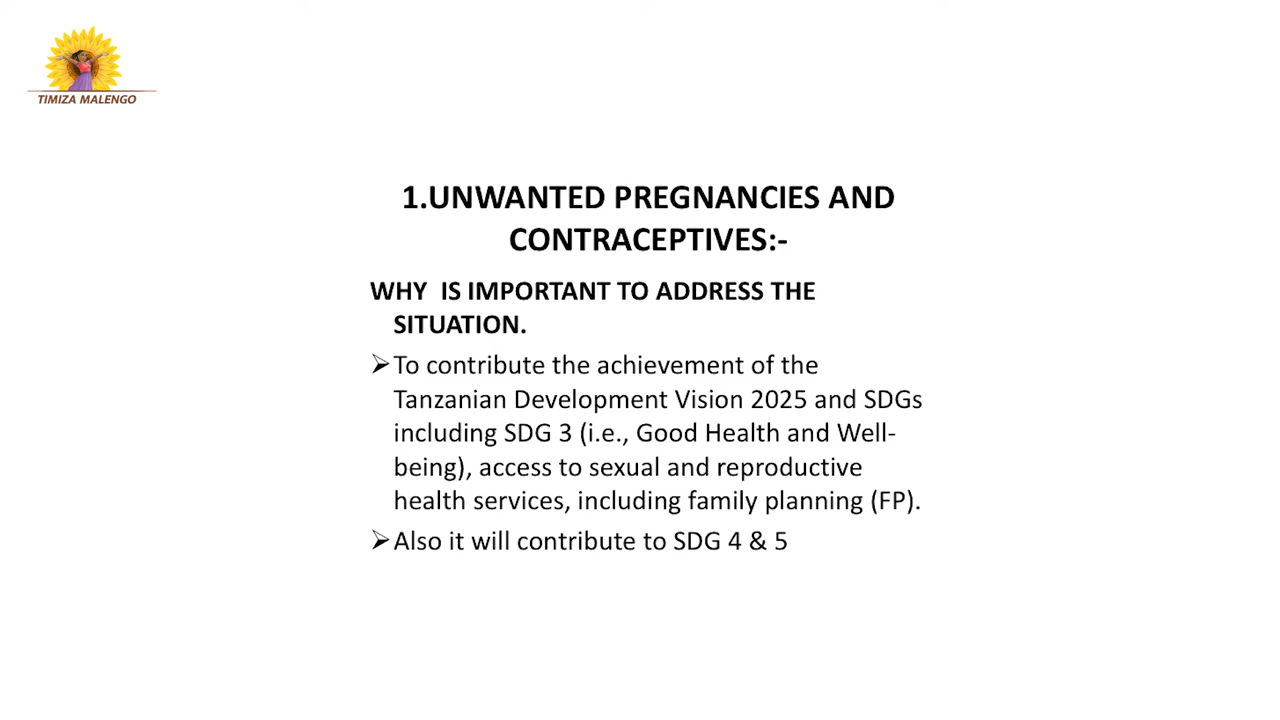 TIMIZA MALENGO
1.UNWANTED PREGNANCIES AND
CONTRACEPTIVES:-
WHY IS IMPORTANT TO ADDRESS THE
SITUATION.
➢To contribute the achievement of the
Tanzanian Development Vision 2025 and SDGs
including SDG 3 (i.e., Good Health and Well-
being), access to sexual and reproductive
health services, including family planning (FP).
➢Also it will contribute to SDG 4 & 5